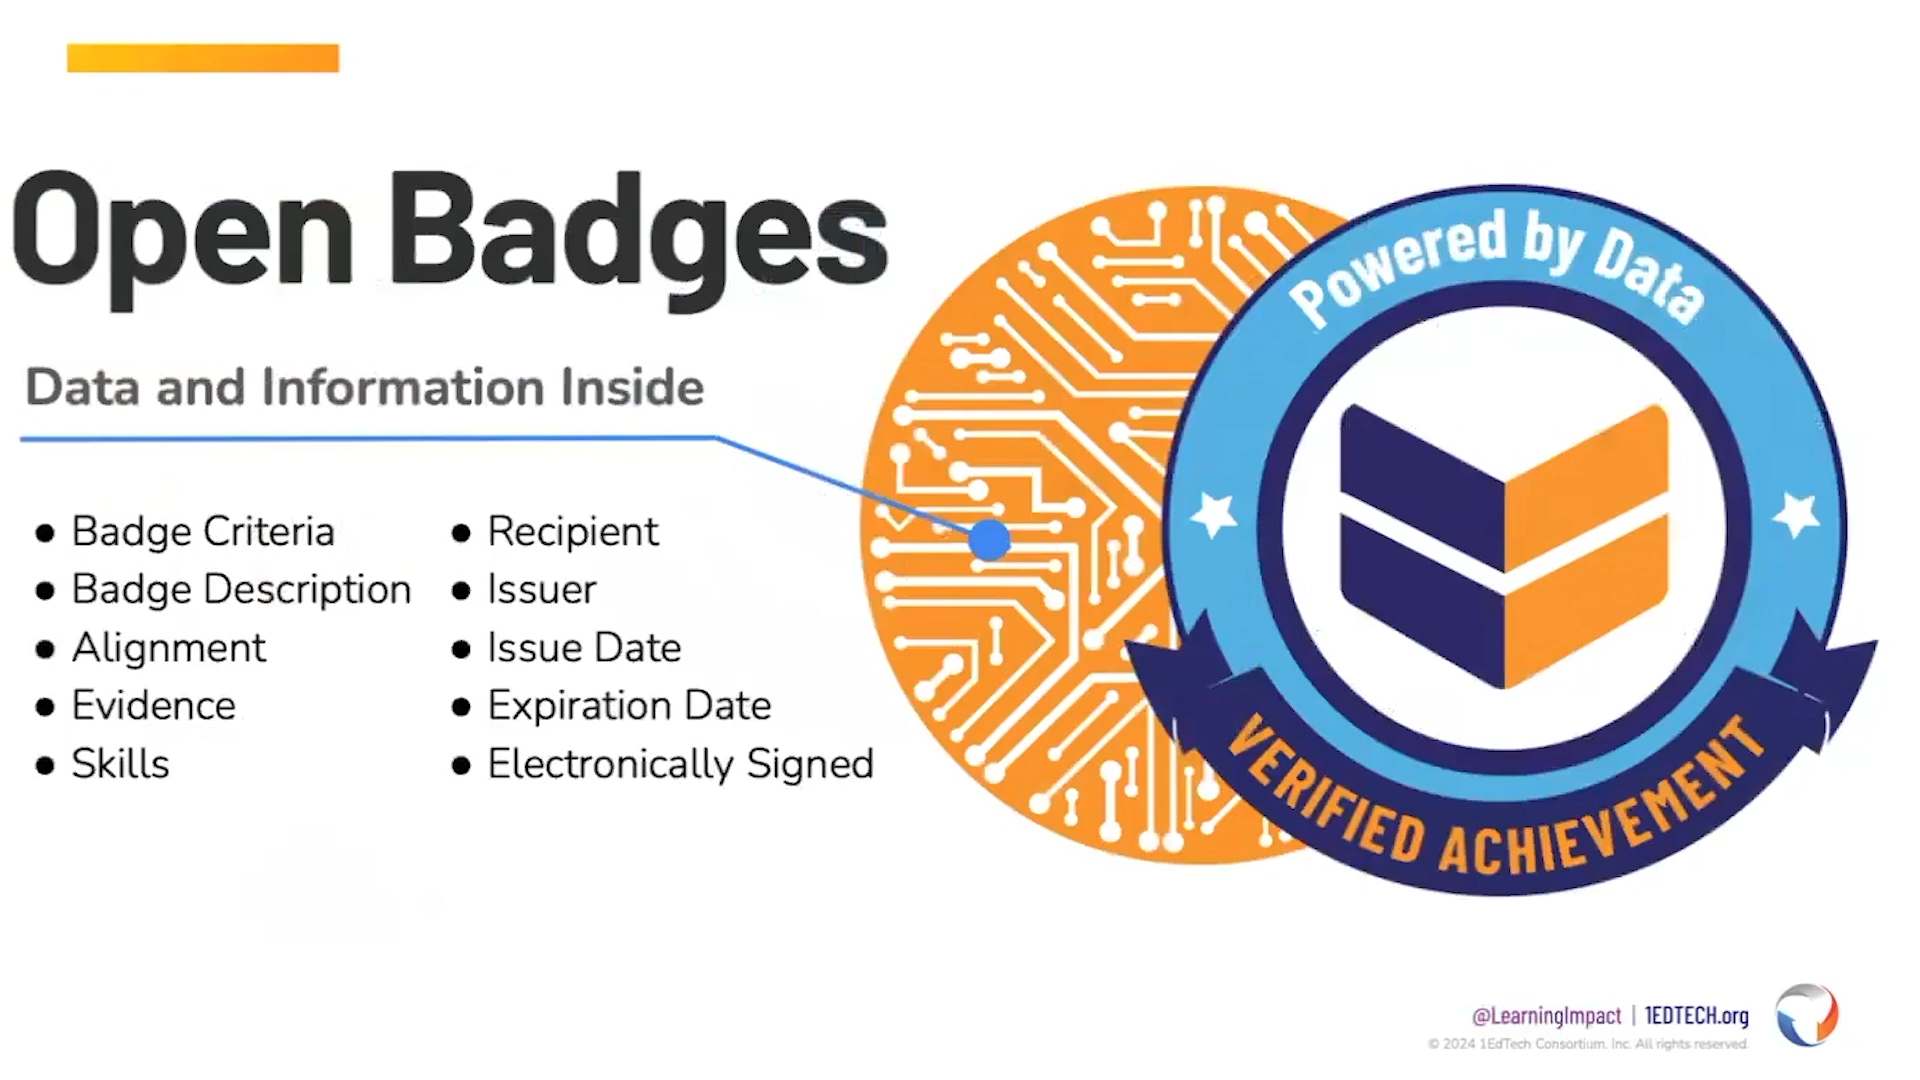 Open Badges
Data and Information Inside
Badge Criteria
Badge Description
Alignment
Evidence
Skills
Recipient
Issuer
Issue Date
Expiration Date
Electronically Signed
Powered by Data
VERIFIED ACHIEVEMENT
@LearningImpact | 1EDTECH.org
© 2024 1EdTech Consortium. Inc. All rights reserved.